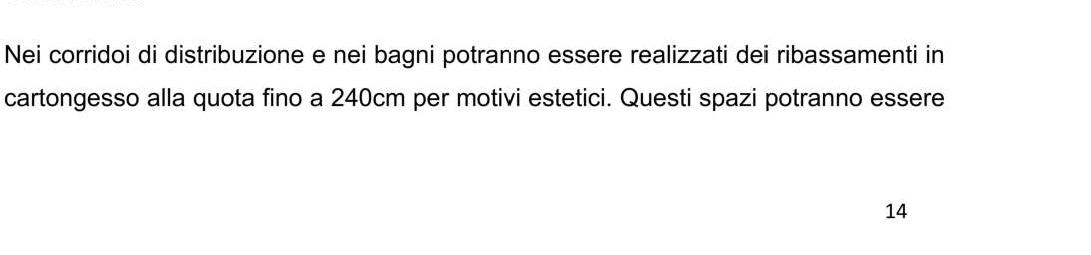 Nei corridoi di distribuzione e nei bagni potranno essere realizzati dei ribassamenti in
cartongesso alla quota fino a 240cm per motivi estetici. Questi spazi potranno essere
14